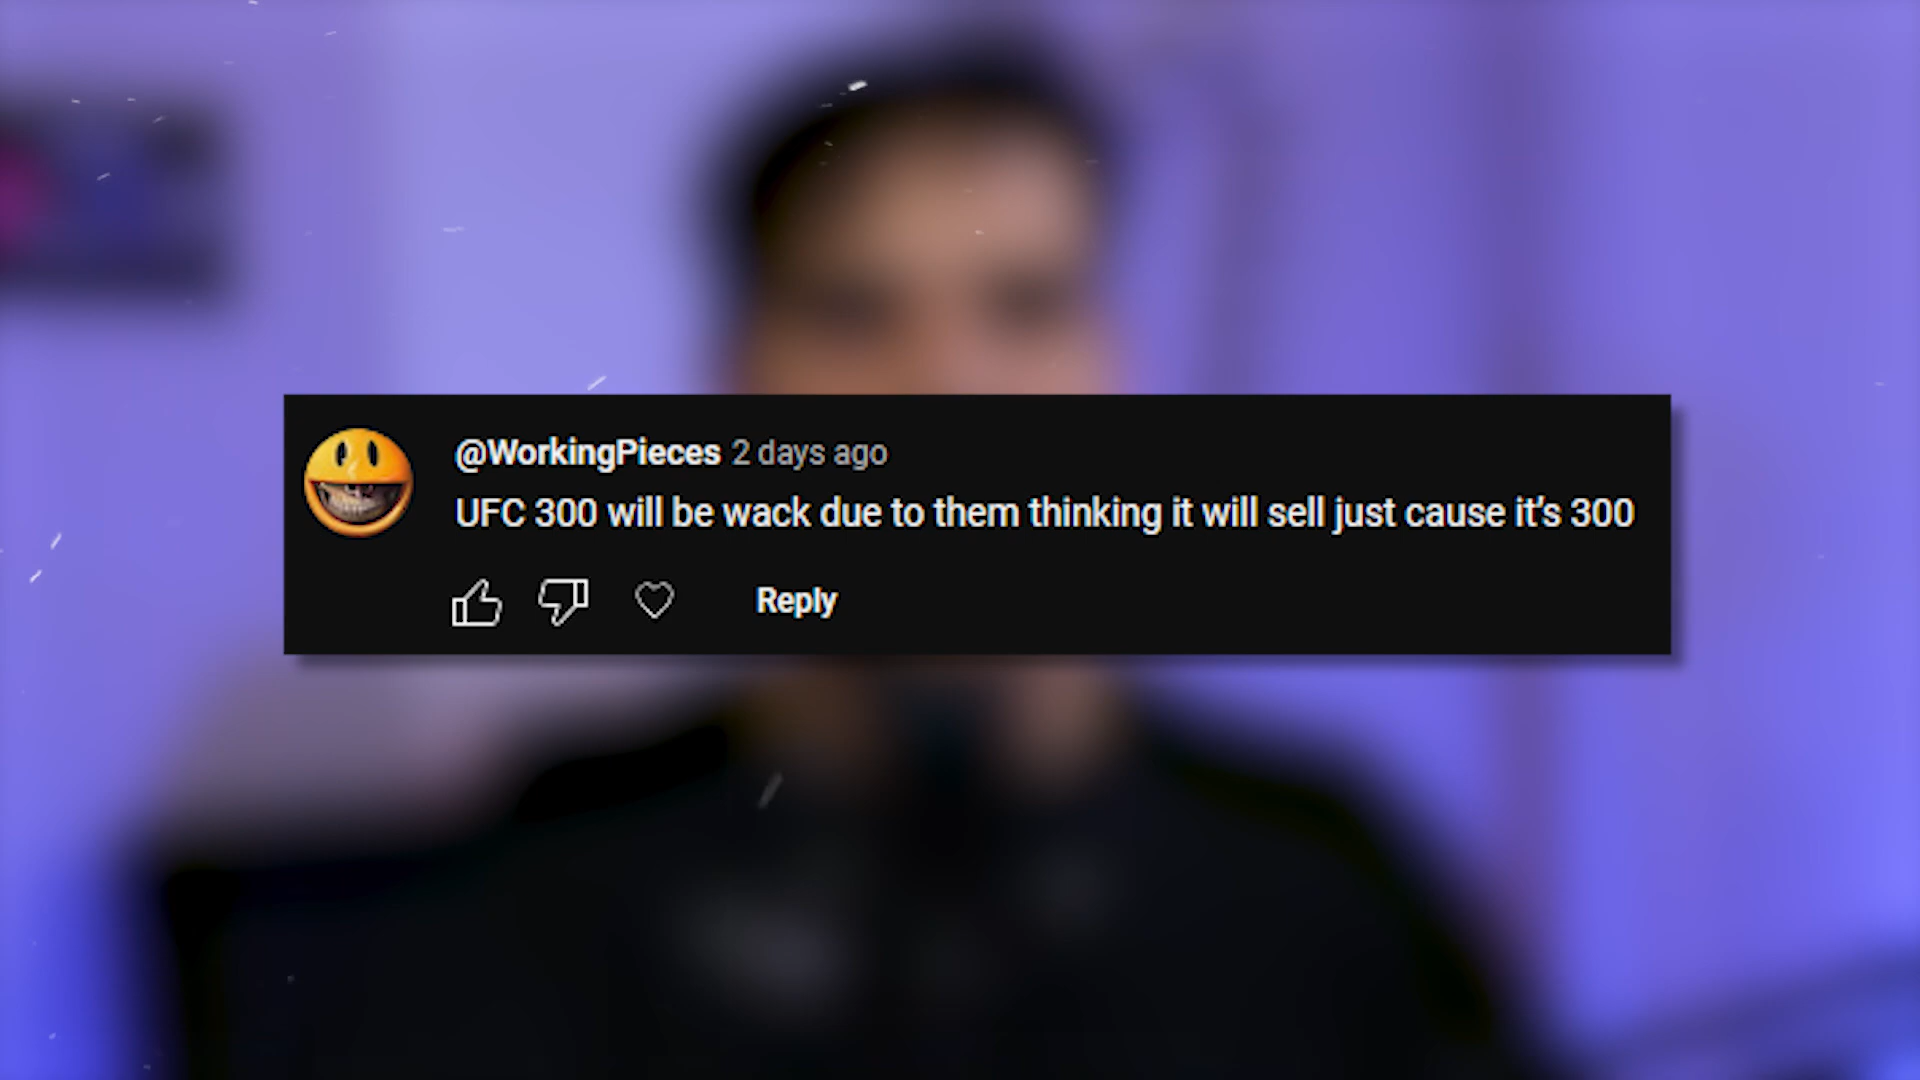 @WorkingPieces 2 days ago
UFC 300 will be wack due to them thinking it will sell just cause it's 300
Reply